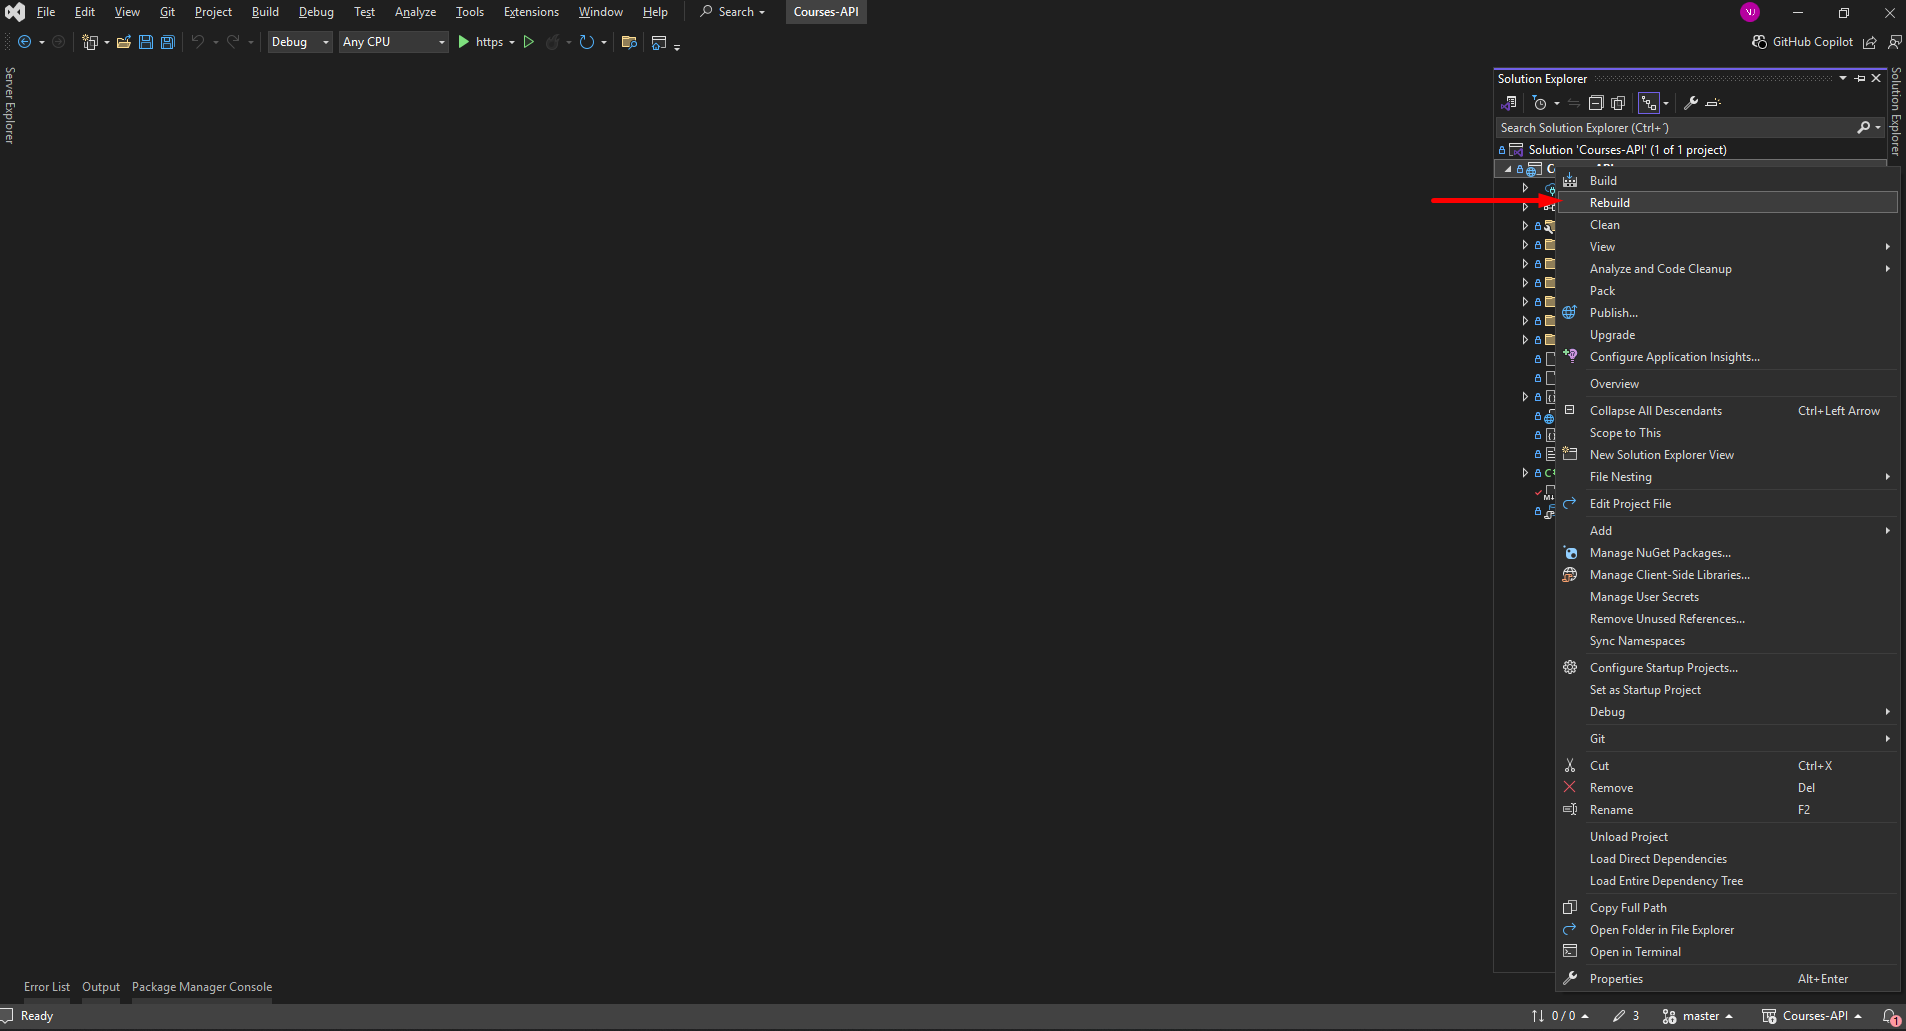 File Edit View Git Project Build Debug Test Analyze Tools Extensions Window Help Search Courses-API
Debug Any CPU https GitHub Copilot
Server Explorer
Solution Explorer
Solution Explorer
Search Solution Explorer (Ctrl+´)
Solution 'Courses-API' (1 of 1 project)
Build
Rebuild
Clean
View
Analyze and Code Cleanup
Pack
Publish...
Upgrade
Configure Application Insights...
Overview
Collapse All Descendants Ctrl+Left Arrow
Scope to This
New Solution Explorer View
File Nesting
Edit Project File
Add
Manage NuGet Packages...
Manage Client-Side Libraries...
Manage User Secrets
Remove Unused References...
Sync Namespaces
Configure Startup Projects...
Set as Startup Project
Debug
Git
Cut Ctrl+X
Remove Del
Rename F2
Unload Project
Load Direct Dependencies
Load Entire Dependency Tree
Copy Full Path
Open Folder in File Explorer
Open in Terminal
Properties Alt+Enter
Error List Output Package Manager Console
Ready 0 / 0 3 master Courses-API 1